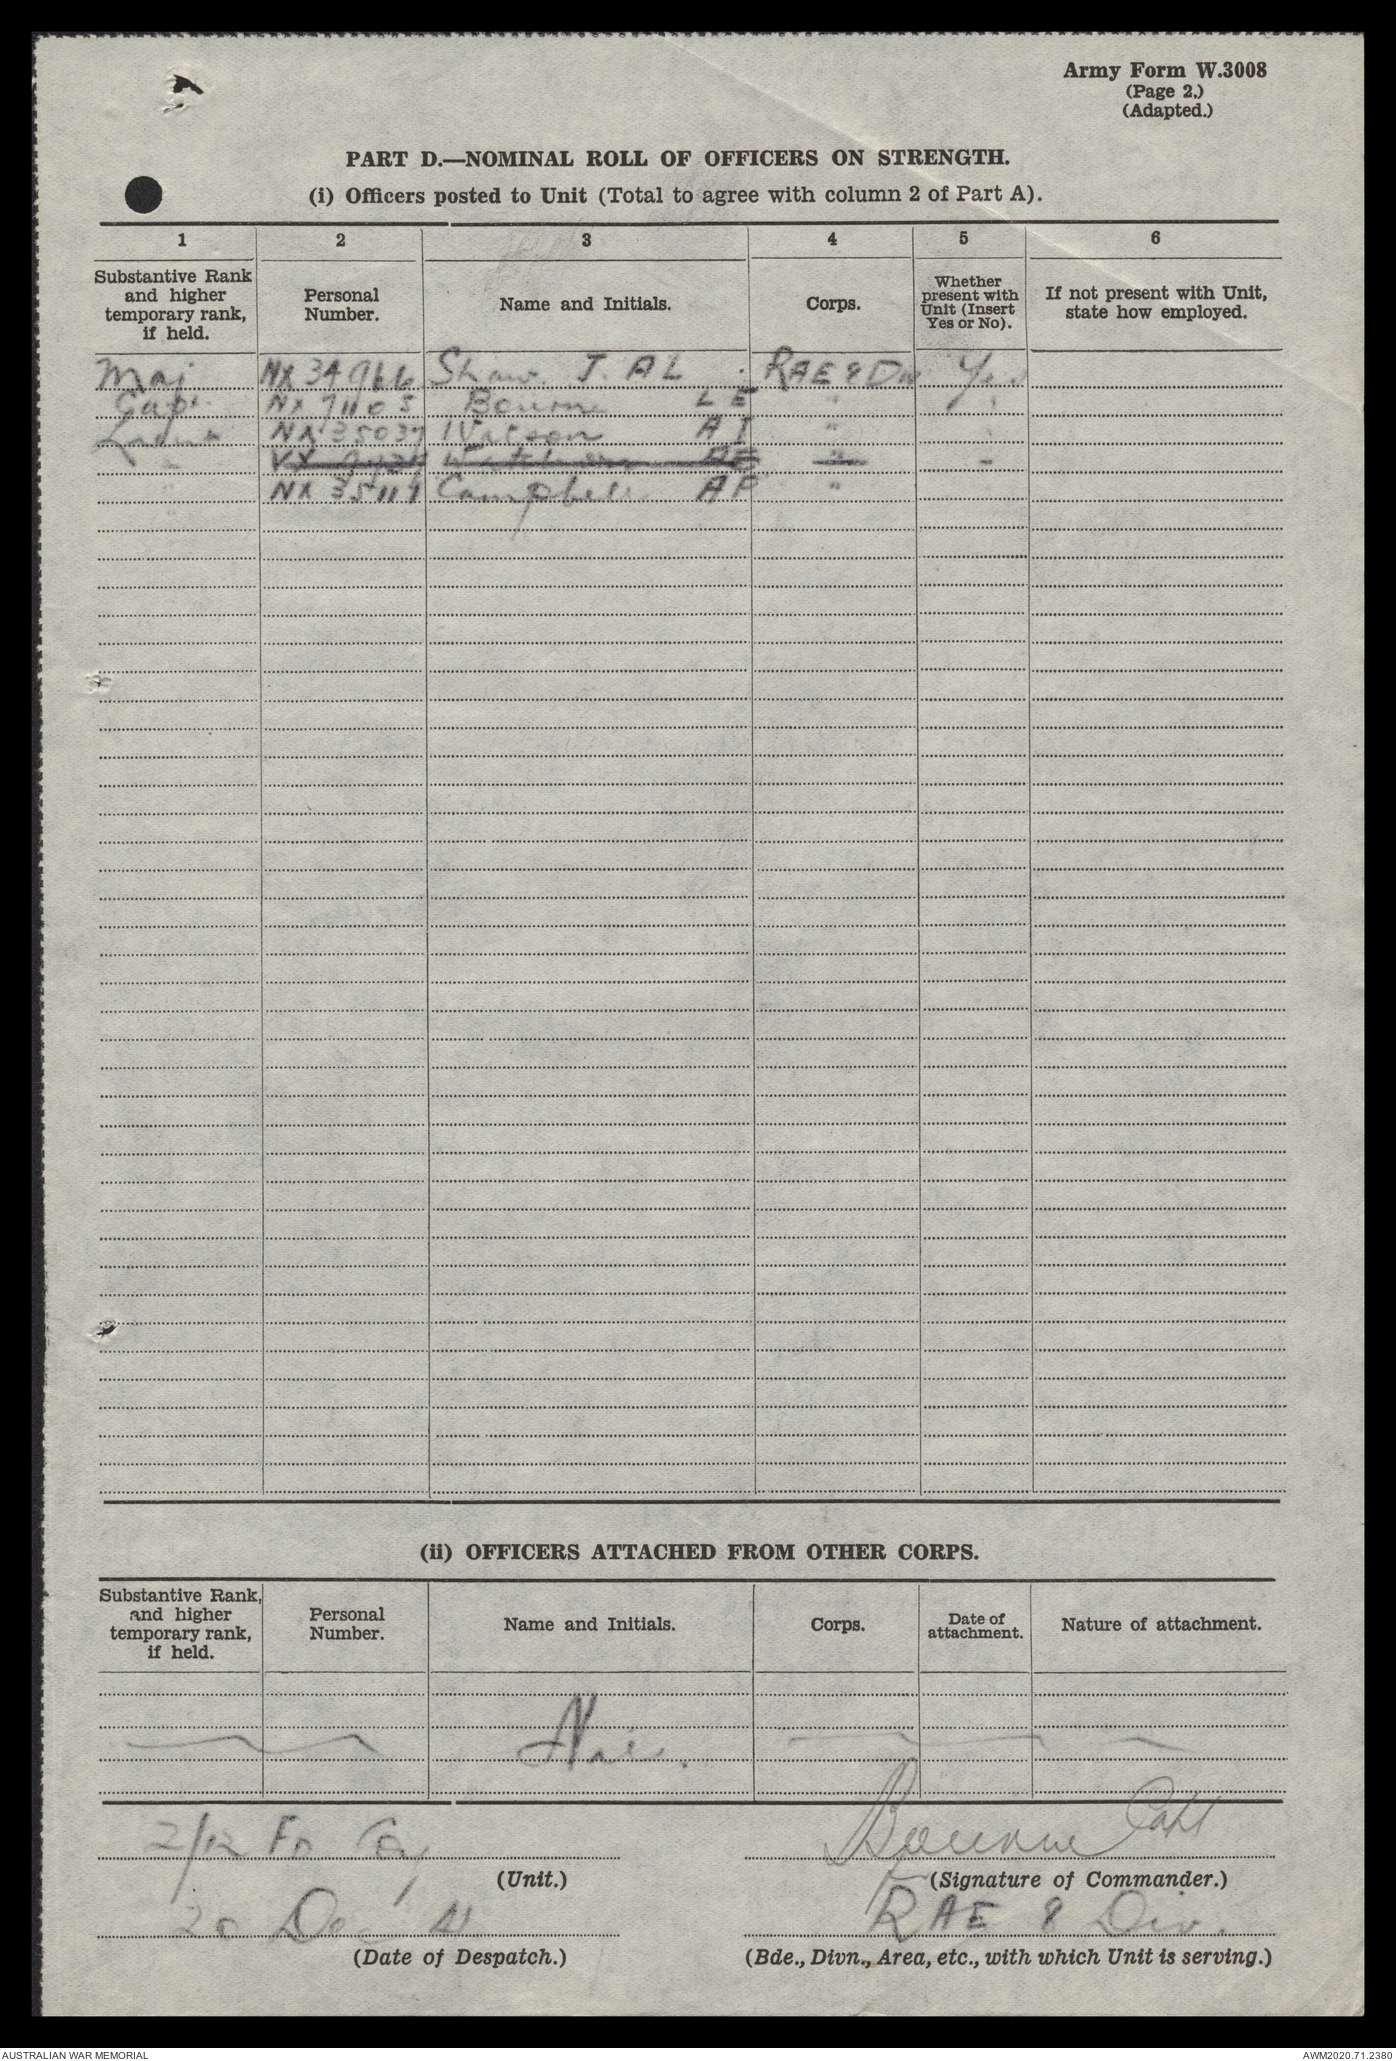 Army Form W.3008
(Page 2.)
(Adapted.)
PART D.—NOMINAL ROLL OF OFFICERS ON STRENGTH.
(i) Officers posted to Unit (Total to agree with column 2 of Part A).
1 2 3 4 5 6
Substantive Rank and higher temporary rank, if held. Personal Number. Name and Initials. Corps. Whether present with Unit (Insert Yes or No). If not present with Unit, state how employed.
Maj NX 34966 Shaw J. A L RAE 8 Div Yes
Capt NX 71105 Bourne L E " "
Lieut NX 35037 Watson A I "
" VX AE "
" NX 35119 Campbell A P "
(ii) OFFICERS ATTACHED FROM OTHER CORPS.
Substantive Rank, and higher temporary rank, if held. Personal Number. Name and Initials. Corps. Date of attachment. Nature of attachment.
Nil.
2/12 Fd Coy
Bourne Capt
(Unit.)
(Signature of Commander.)
20 Dec 41
RAE 8 Div.
(Date of Despatch.)
(Bde., Divn., Area, etc., with which Unit is serving.)
AUSTRALIAN WAR MEMORIAL
AWM2020.71.2380